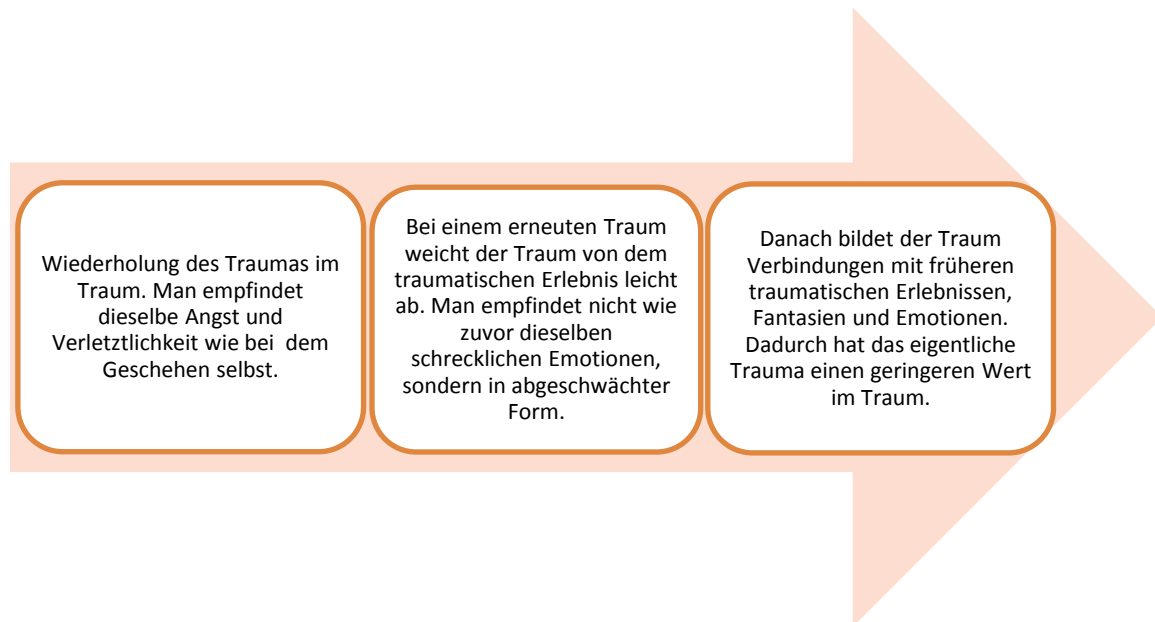 Wiederholung des Traumas im
Traum. Man empfindet
dieselbe Angst und
Verletztlichkeit wie bei  dem
Geschehen selbst.
Bei einem erneuten Traum
weicht der Traum von dem
traumatischen Erlebnis leicht
ab. Man empfindet nicht wie
zuvor dieselben
schrecklichen Emotionen,
sondern in abgeschwächter
Form.
Danach bildet der Traum
Verbindungen mit früheren
traumatischen Erlebnissen,
Fantasien und Emotionen.
Dadurch hat das eigentliche
Trauma einen geringeren Wert
im Traum.